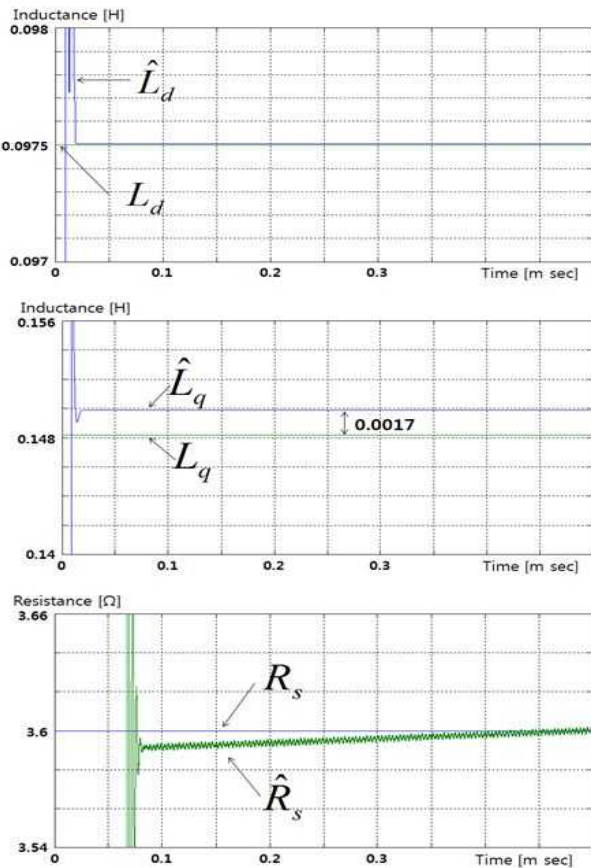 Inductance [H]
0.098
L̂d
0.0975
Ld
0.097
0 0.1 0.2 0.3 Time [m sec]
Inductance [H]
0.156
L̂q
0.0017
0.148
Lq
0.14
0 0.1 0.2 0.3 Time [m sec]
Resistance [Ω]
3.66
Rs
3.6
R̂s
3.54
0 0.1 0.2 0.3 Time [m sec]